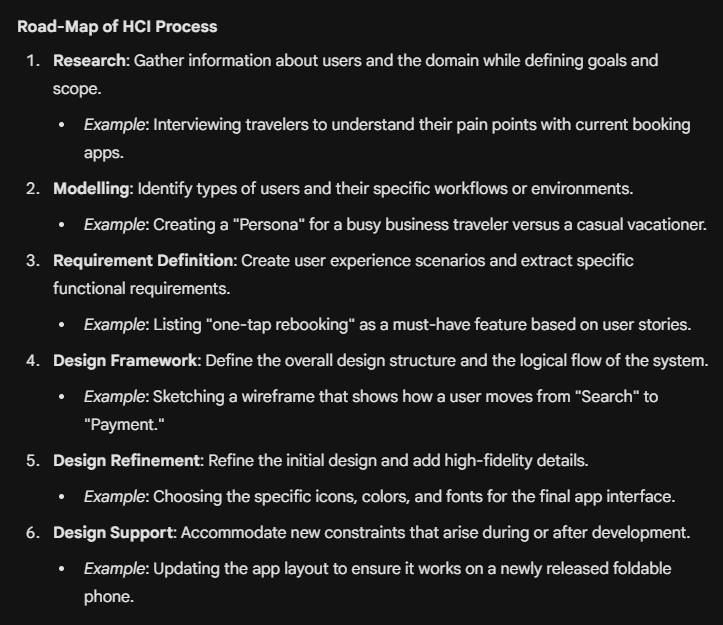 Road-Map of HCI Process
1. Research: Gather information about users and the domain while defining goals and
scope.
• Example: Interviewing travelers to understand their pain points with current booking
apps.
2. Modelling: Identify types of users and their specific workflows or environments.
• Example: Creating a "Persona" for a busy business traveler versus a casual vacationer.
3. Requirement Definition: Create user experience scenarios and extract specific
functional requirements.
• Example: Listing "one-tap rebooking" as a must-have feature based on user stories.
4. Design Framework: Define the overall design structure and the logical flow of the system.
• Example: Sketching a wireframe that shows how a user moves from "Search" to
"Payment."
5. Design Refinement: Refine the initial design and add high-fidelity details.
• Example: Choosing the specific icons, colors, and fonts for the final app interface.
6. Design Support: Accommodate new constraints that arise during or after development.
• Example: Updating the app layout to ensure it works on a newly released foldable
phone.